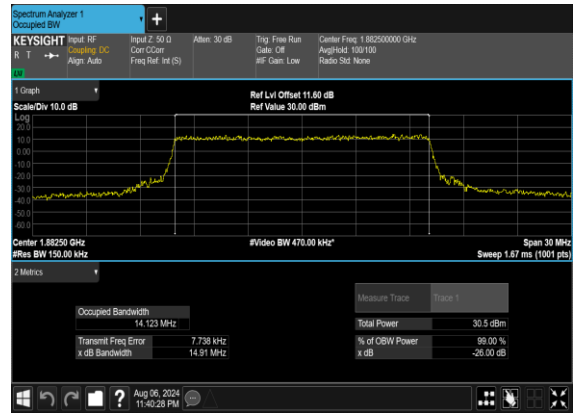 Spectrum Analyzer 1
Occupied BW
+
KEYSIGHT Input: RF Input Z: 50 Ω Atten: 30 dB Trig: Free Run Center Freq: 1.882500000 GHz
R T Coupling: DC Corr CCorr Gate: Off Avg|Hold: 100/100
Align: Auto Freq Ref: Int (S) #IF Gain: Low Radio Std: None
1 Graph
Ref Lvl Offset 11.60 dB
Scale/Div 10.0 dB Ref Value 30.00 dBm
Log
20.0
10.0
0.00
-10.0
-20.0
-30.0
-40.0
-50.0
-60.0
Center 1.88250 GHz #Video BW 470.00 kHz* Span 30 MHz
#Res BW 150.00 kHz Sweep 1.67 ms (1001 pts)
2 Metrics
Measure Trace Trace 1
Occupied Bandwidth
14.123 MHz Total Power 30.5 dBm
Transmit Freq Error 7.738 kHz % of OBW Power 99.00 %
x dB Bandwidth 14.91 MHz x dB -26.00 dB
? Aug 06, 2024
11:40:28 PM